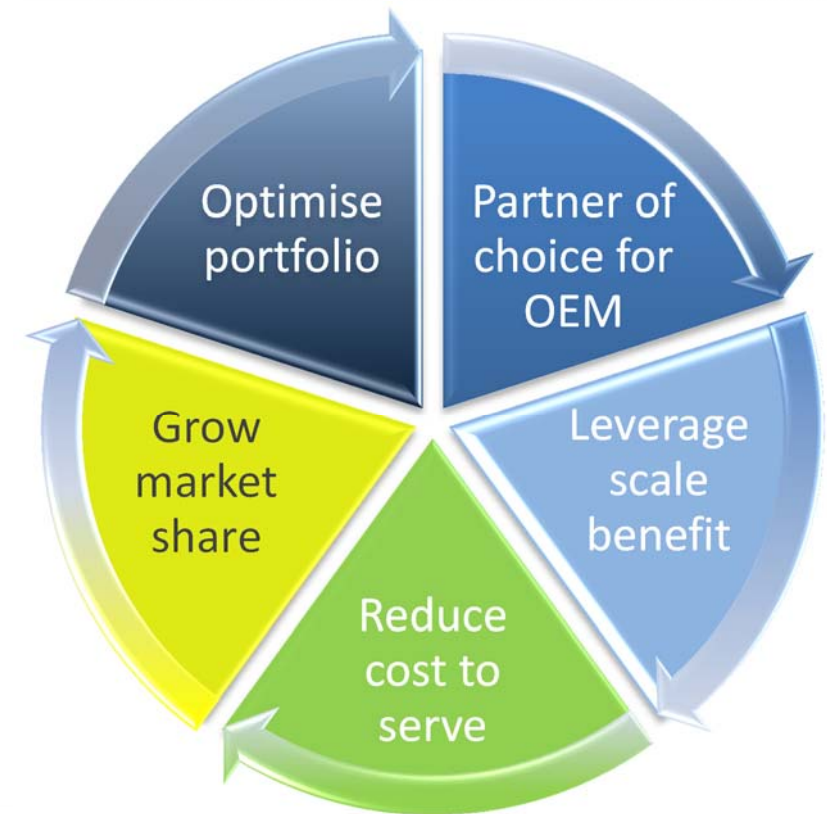 Optimise
portfolio
Partner of
choice for
OEM
Leverage
scale
benefit
Reduce
cost to
serve
Grow
market
share